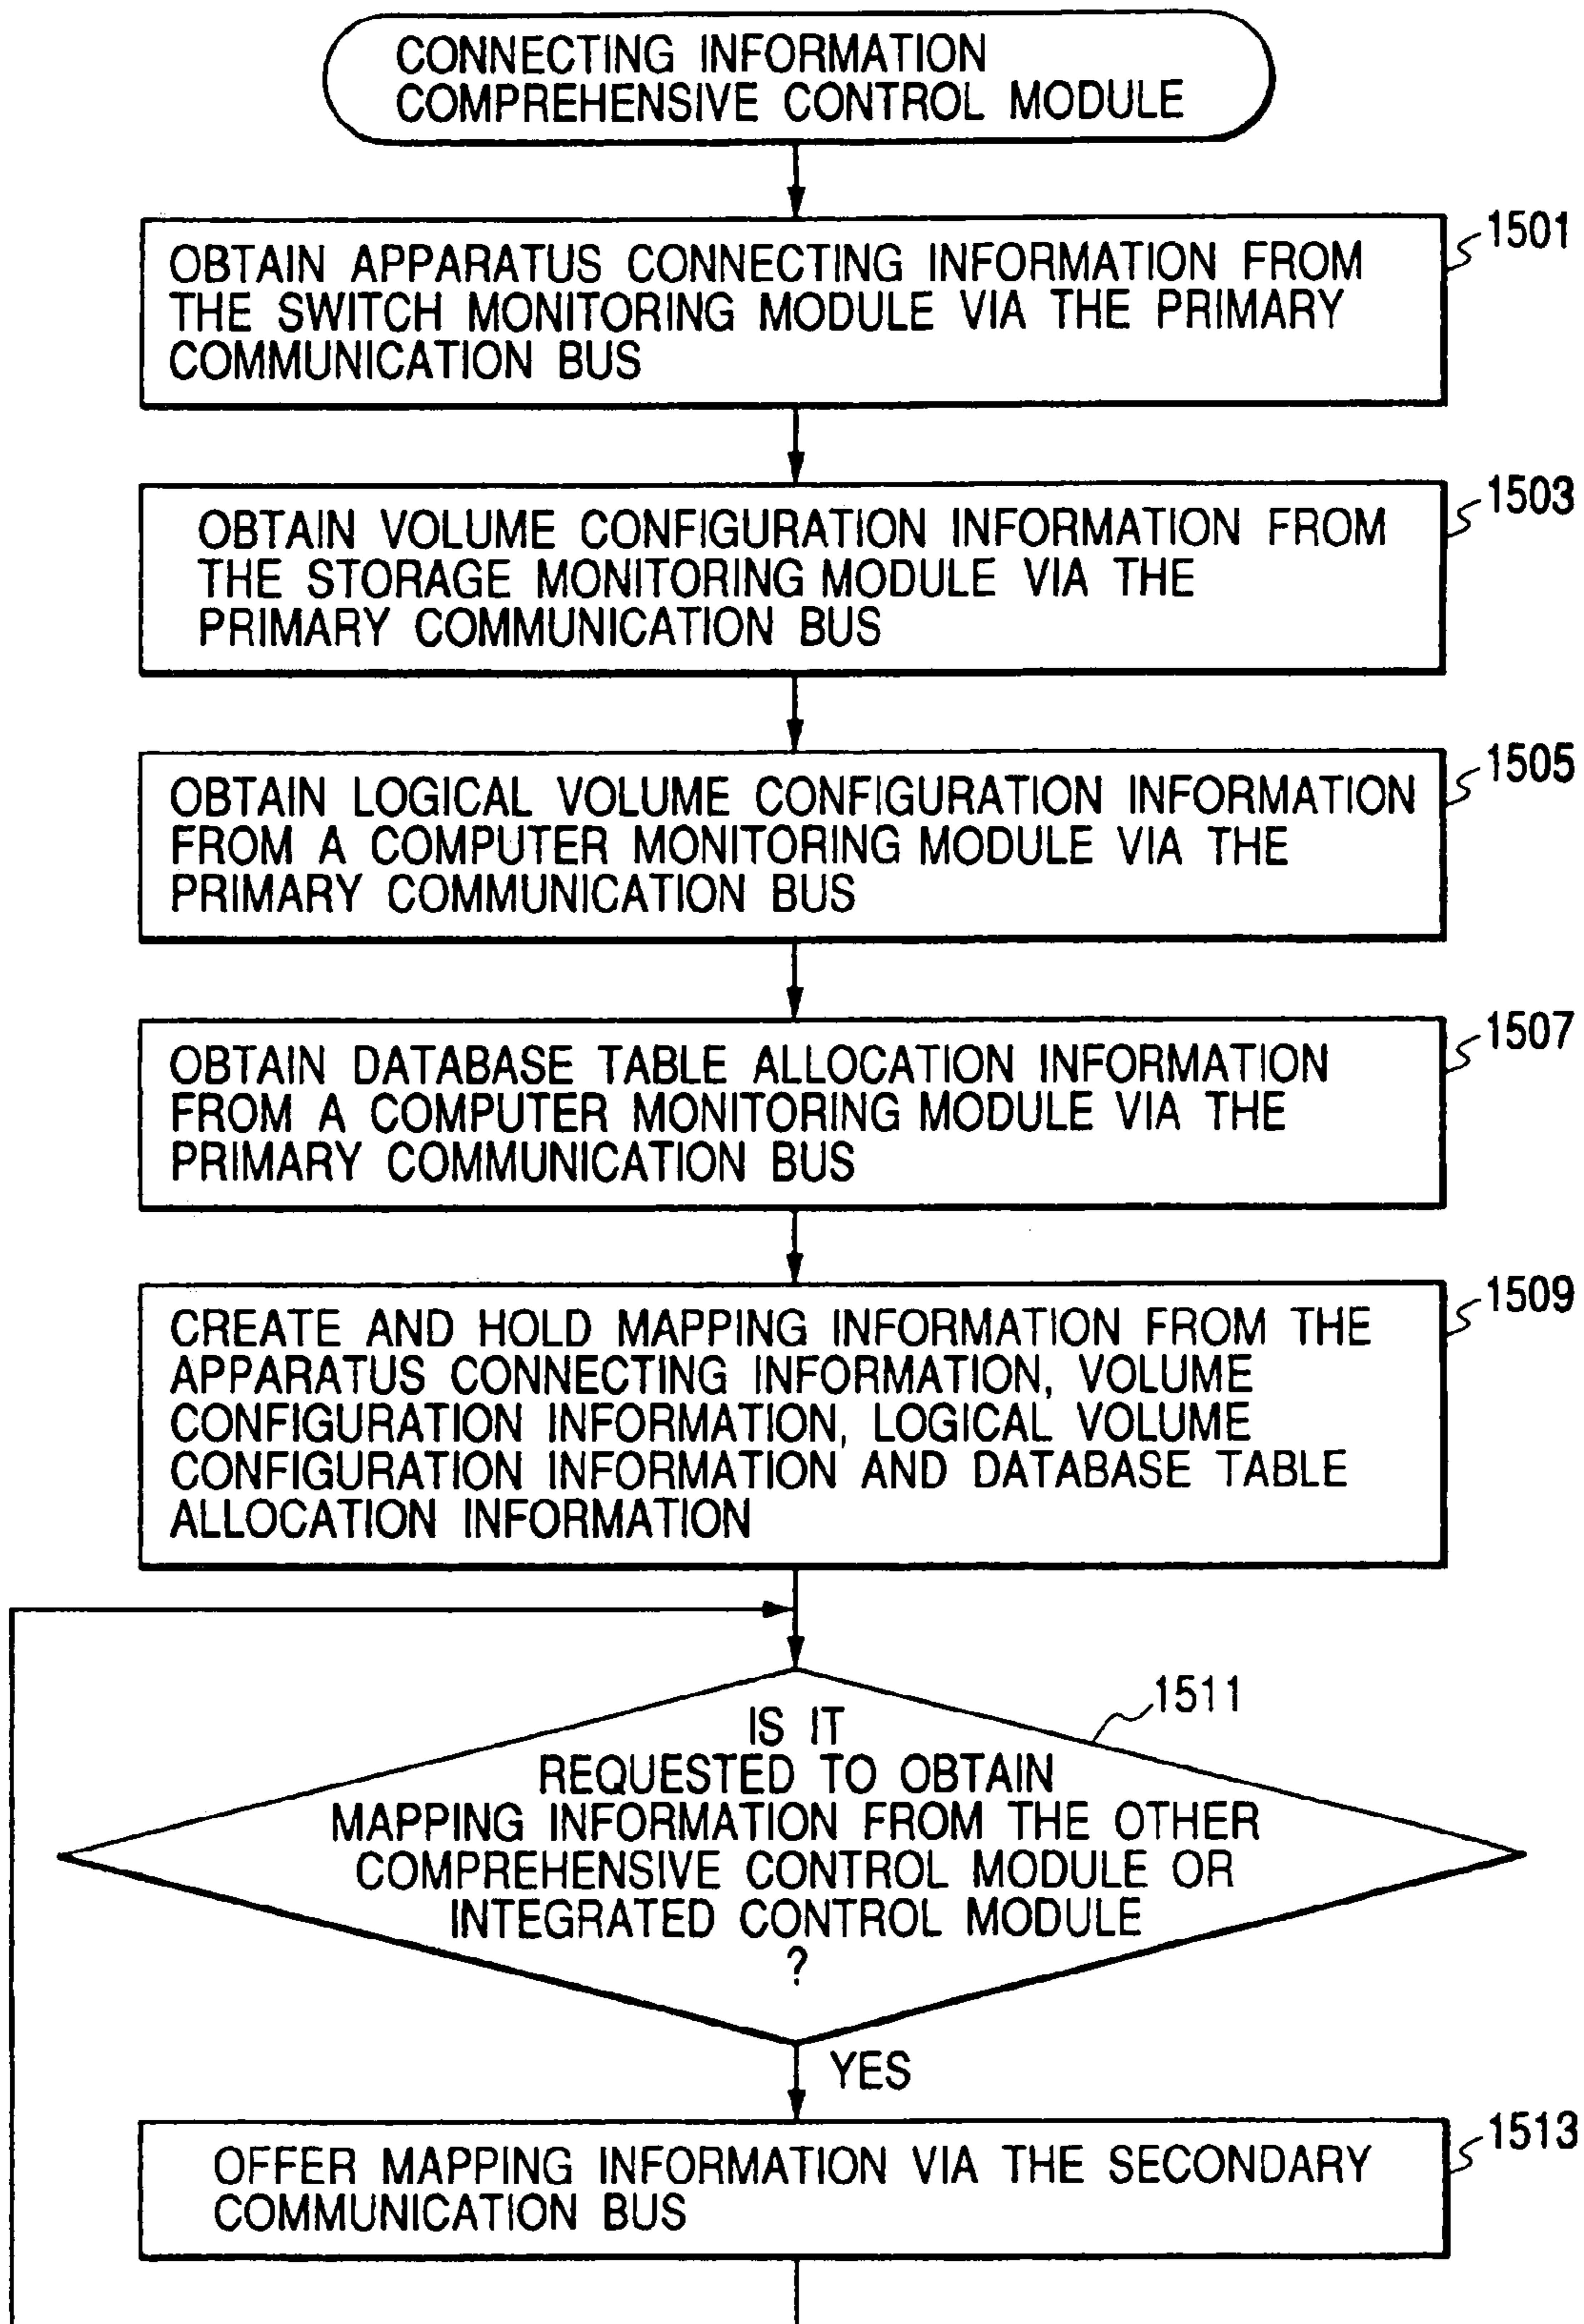 CONNECTING INFORMATION
COMPREHENSIVE CONTROL MODULE
1501
OBTAIN APPARATUS CONNECTING INFORMATION FROM
THE SWITCH MONITORING MODULE VIA THE PRIMARY
COMMUNICATION BUS
1503
OBTAIN VOLUME CONFIGURATION INFORMATION FROM
THE STORAGE MONITORING MODULE VIA THE
PRIMARY COMMUNICATION BUS
1505
OBTAIN LOGICAL VOLUME CONFIGURATION INFORMATION
FROM A COMPUTER MONITORING MODULE VIA THE
PRIMARY COMMUNICATION BUS
1507
OBTAIN DATABASE TABLE ALLOCATION INFORMATION
FROM A COMPUTER MONITORING MODULE VIA THE
PRIMARY COMMUNICATION BUS
1509
CREATE AND HOLD MAPPING INFORMATION FROM THE
APPARATUS CONNECTING INFORMATION, VOLUME
CONFIGURATION INFORMATION, LOGICAL VOLUME
CONFIGURATION INFORMATION AND DATABASE TABLE
ALLOCATION INFORMATION
1511
IS IT
REQUESTED TO OBTAIN
MAPPING INFORMATION FROM THE OTHER
COMPREHENSIVE CONTROL MODULE OR
INTEGRATED CONTROL MODULE
?
YES
1513
OFFER MAPPING INFORMATION VIA THE SECONDARY
COMMUNICATION BUS